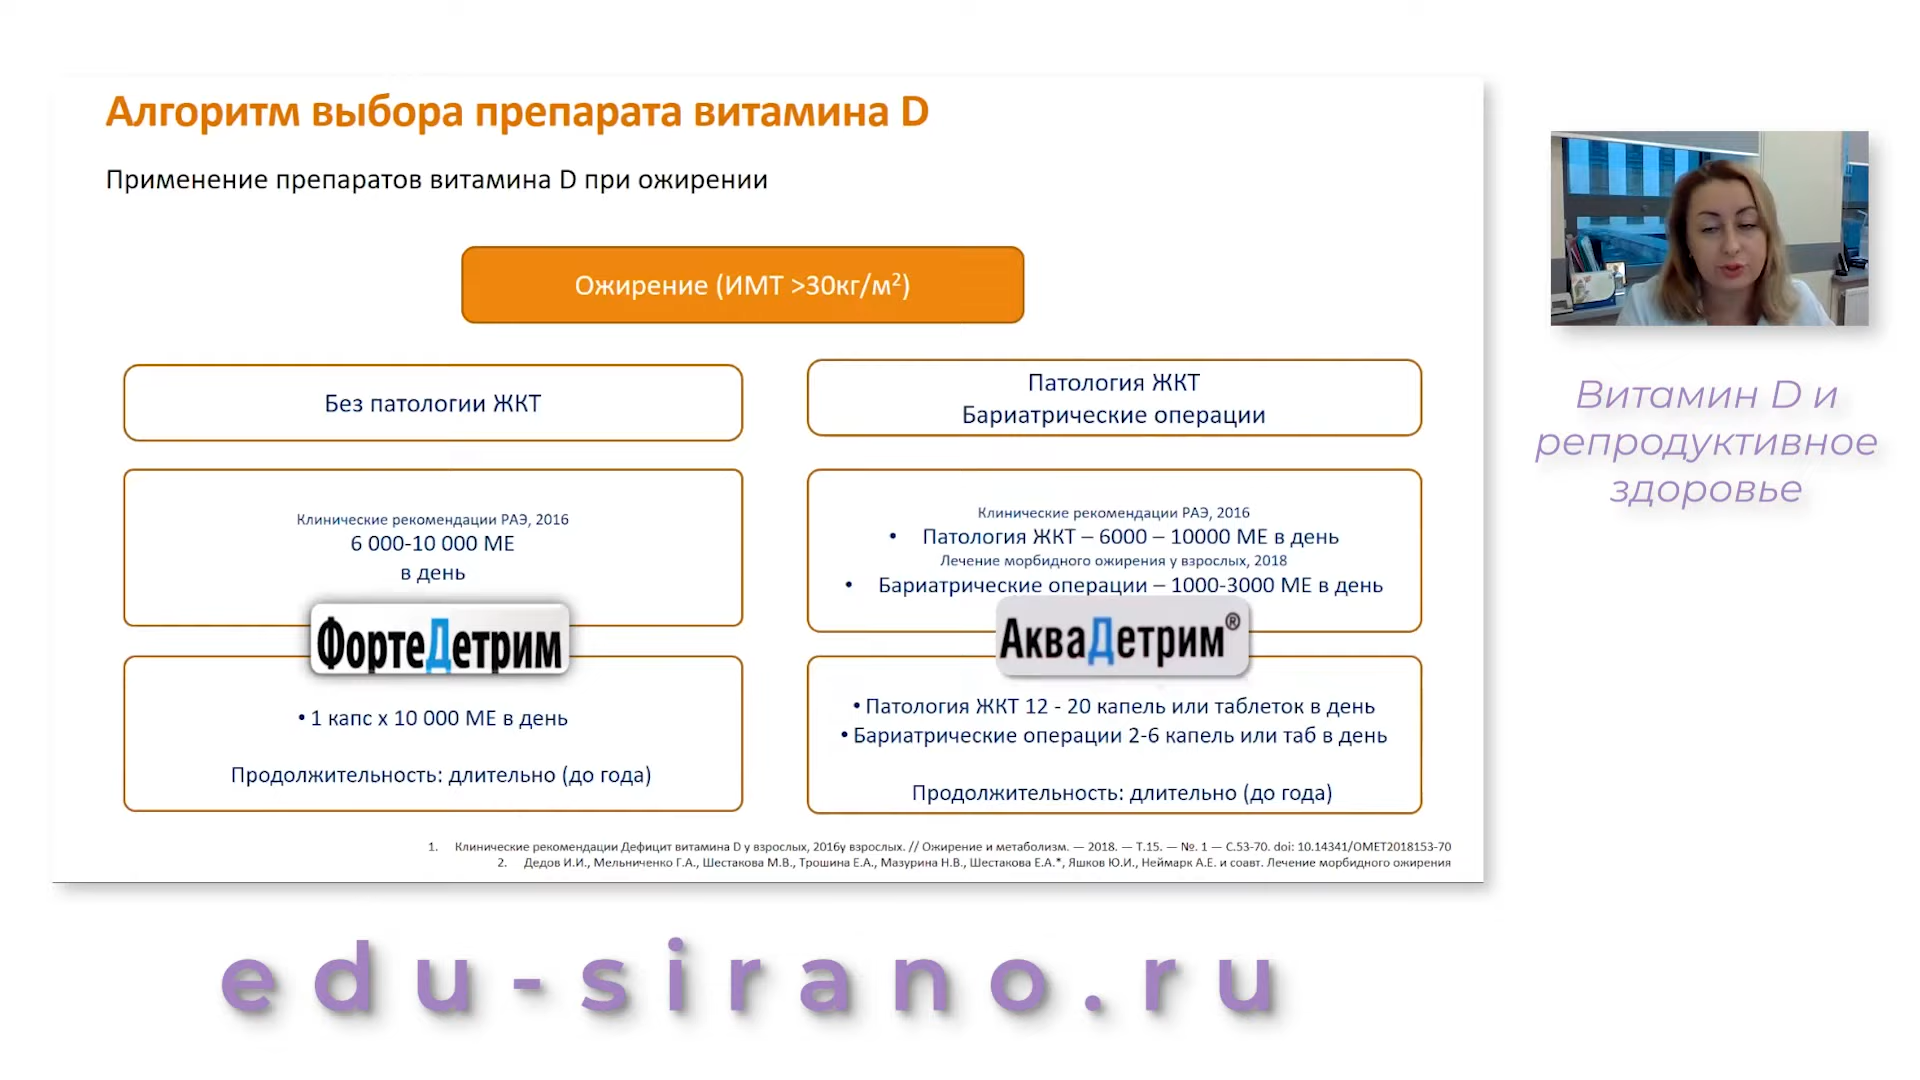 Алгоритм выбора препарата витамина D
Применение препаратов витамина D при ожирении
Ожирение (ИМТ >30кг/м²)
Без патологии ЖКТ
Патология ЖКТ
Бариатрические операции
Клинические рекомендации РАЭ, 2016
6 000-10 000 МЕ
в день
Клинические рекомендации РАЭ, 2016
• Патология ЖКТ – 6000 – 10000 МЕ в день
Лечение морбидного ожирения у взрослых, 2018
• Бариатрические операции – 1000-3000 МЕ в день
ФортеДетрим
АкваДетрим®
• 1 капс х 10 000 МЕ в день
Продолжительность: длительно (до года)
• Патология ЖКТ 12 - 20 капель или таблеток в день
• Бариатрические операции 2-6 капель или таб в день
Продолжительность: длительно (до года)
1. Клинические рекомендации Дефицит витамина D у взрослых, 2016у взрослых. // Ожирение и метаболизм. — 2018. — Т.15. — №. 1 — С.53-70. doi: 10.14341/OMET2018153-70
2. Дедов И.И., Мельниченко Г.А., Шестакова М.В., Трошина Е.А., Мазурина Н.В., Шестакова Е.А.*, Яшков Ю.И., Неймарк А.Е. и соавт. Лечение морбидного ожирения
Витамин D и
репродуктивное
здоровье
edu-sirano.ru